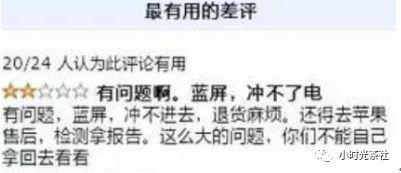 最有用的差评
20/24 人认为此评论有用
有问题啊。蓝屏，冲不了电
有问题，蓝屏，冲不进去，退货麻烦。还得去苹果
售后，检测拿报告。这么大的问题，你们不能自己
拿回去看看
小时光茶社